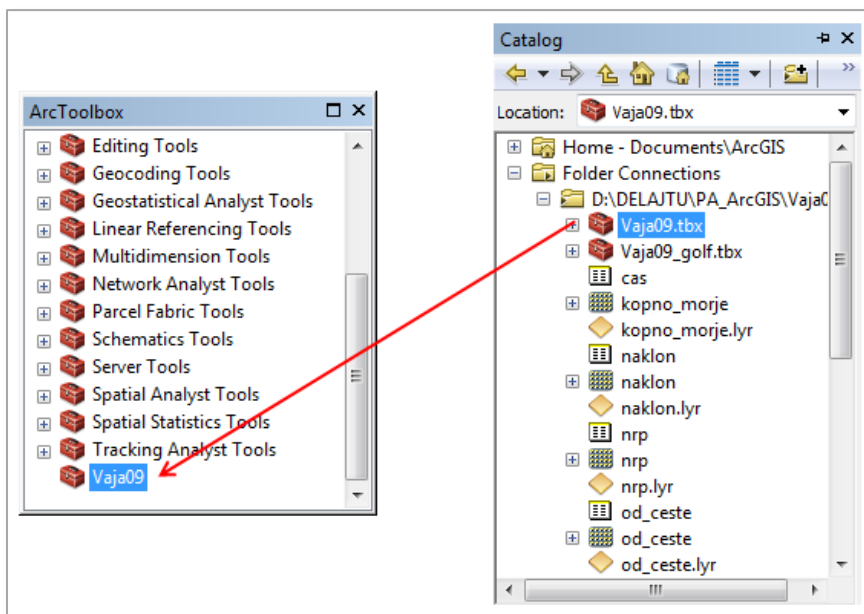 ArcToolbox
Editing Tools
Geocoding Tools
Geostatistical Analyst Tools
Linear Referencing Tools
Multidimension Tools
Network Analyst Tools
Parcel Fabric Tools
Schematics Tools
Server Tools
Spatial Analyst Tools
Spatial Statistics Tools
Tracking Analyst Tools
Vaja09
Catalog
Location: Vaja09.tbx
Home - Documents\ArcGIS
Folder Connections
D:\DELAJTU\PA_ArcGIS\Vaja0
Vaja09.tbx
Vaja09_golf.tbx
cas
kopno_morje
kopno_morje.lyr
naklon
naklon
naklon.lyr
nrp
nrp
nrp.lyr
od_ceste
od_ceste
od_ceste.lyr